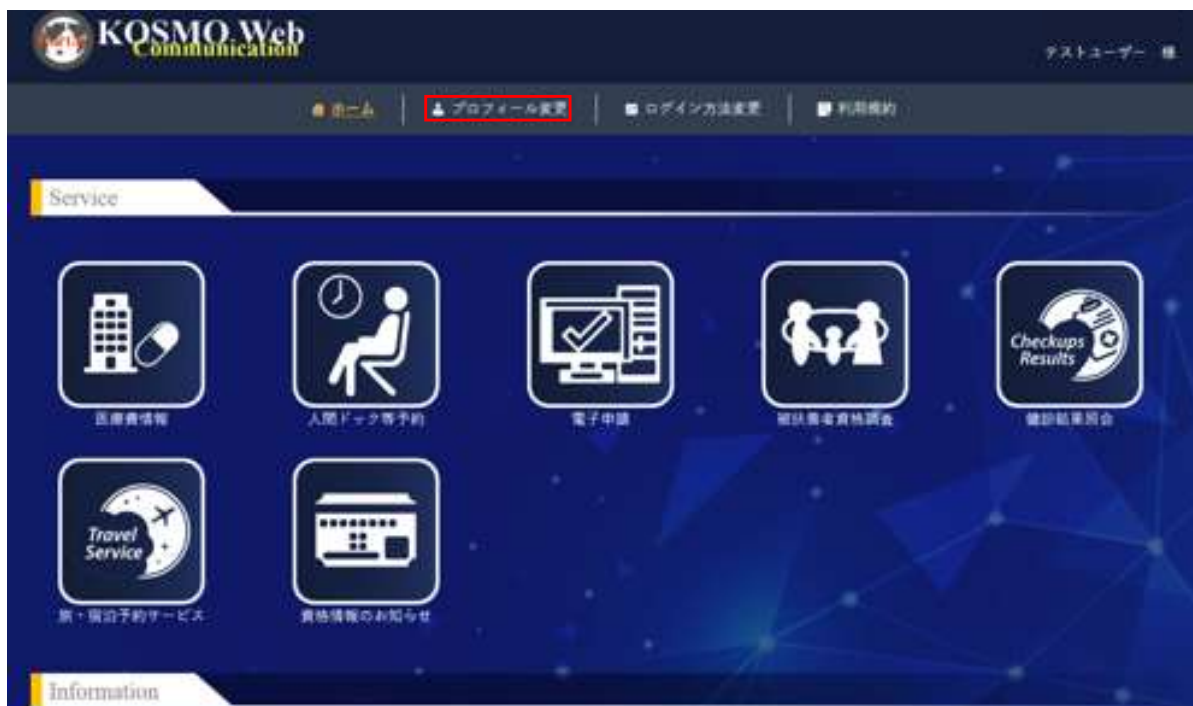 KOSMO Web
Communication
テストユーザー 様
ホーム
プロフィール変更
ログイン方法変更
利用規約
Service
Checkups
Results
医療費情報
人間ドック等予約
電子申請
被扶養者資格調査
健診結果照会
Travel
Service
旅・宿泊予約サービス
資格情報のお知らせ
Information